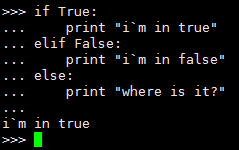 >>> if True:
...     print "i`m in true"
... elif False:
...     print "i`m in false"
... else:
...     print "where is it?"
...
i`m in true
>>>